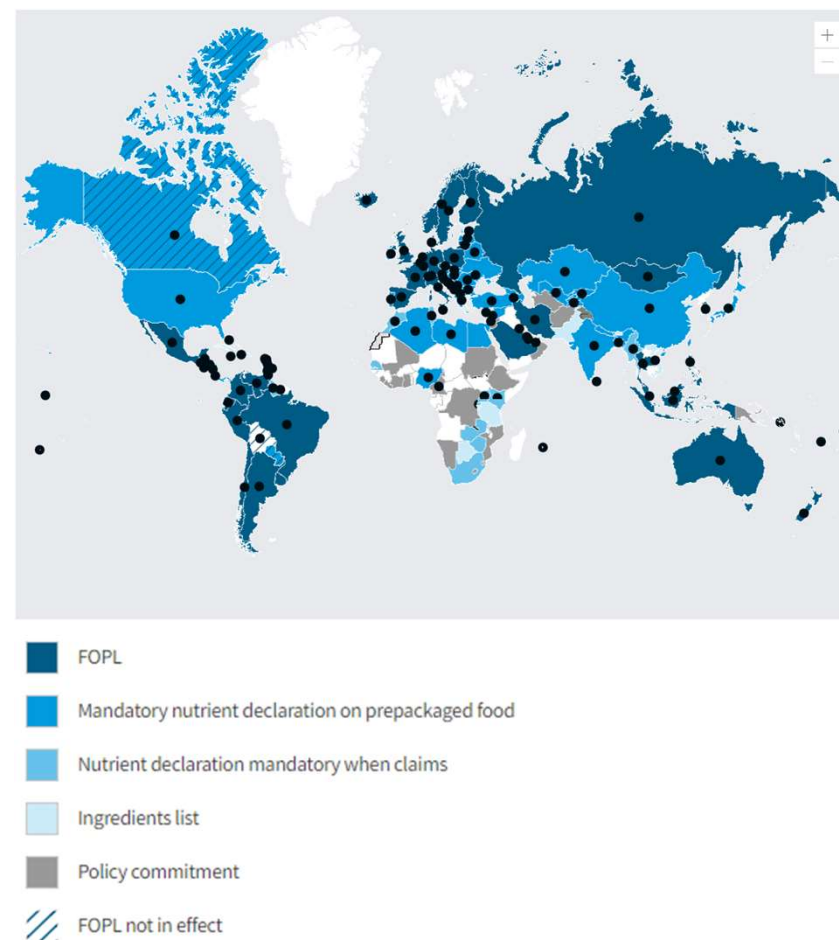 +
−
FOPL
Mandatory nutrient declaration on prepackaged food
Nutrient declaration mandatory when claims
Ingredients list
Policy commitment
FOPL not in effect